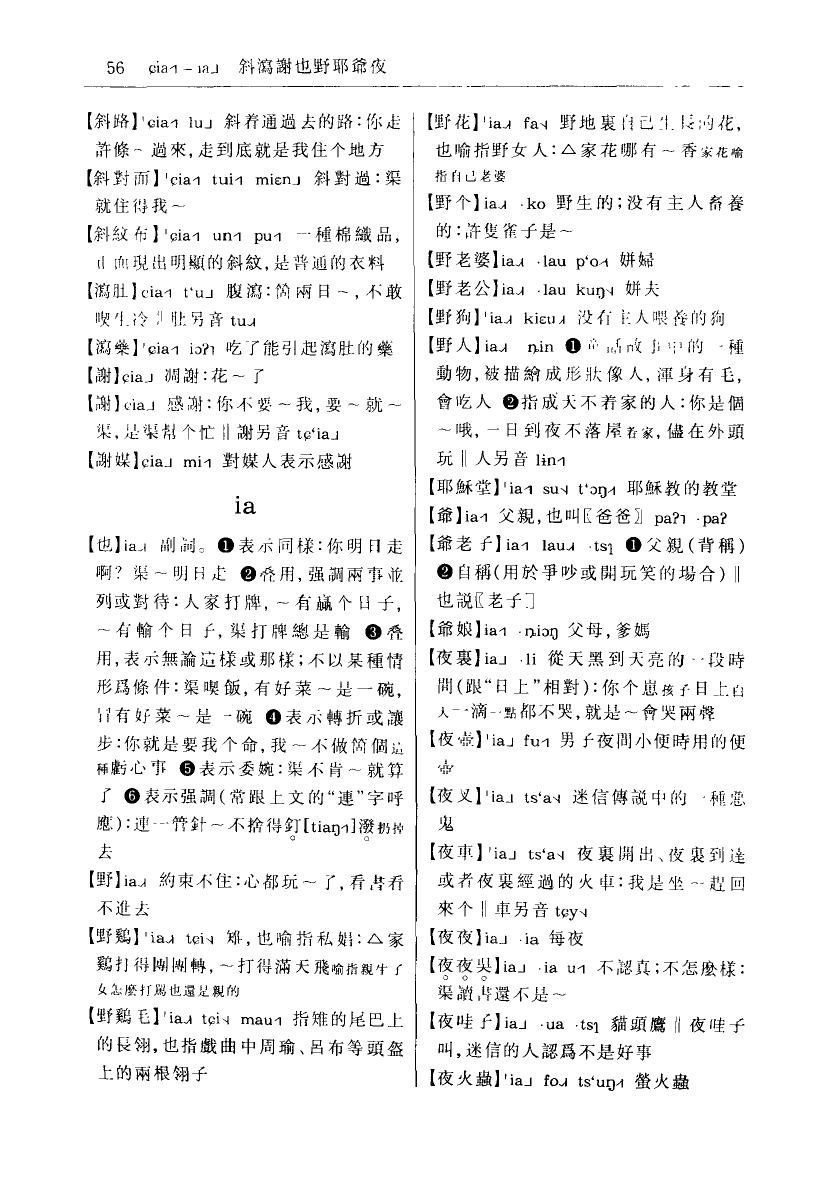 56 ɕia˧˥ – ia˩ 斜瀉謝也野耶爺夜
【斜路】'ɕia˧˥ lu˩ 斜着通過去的路:你走
許條~過來,走到底就是我住个地方
【斜對面】'ɕia˧˥ tui˧˥ miɛn˩ 斜對過:渠
就住得我~
【斜紋布】'ɕia˧˥ un˧˥ pu˧˥ 一種棉織品,
面現出明顯的斜紋,是普通的衣料
【瀉肚】ɕia˧˥ t‘u˩ 腹瀉:箇兩日~,不敢
喫生冷‖肚另音 tu
【瀉藥】'ɕia˧˥ iɔʔ 吃了能引起瀉肚的藥
【謝】ɕia˩ 凋謝:花~了
【謝】ɕia˩ 感謝:你不要~我,要~就~
渠,是渠幫个忙‖謝另音 tɕ‘ia˩
【謝媒】ɕia˩ mi˧˥ 對媒人表示感謝
ia
【也】ia 副詞。❶表示同樣:你明日走
啊?渠~明日走 ❷叠用,强調兩事並
列或對待:人家打牌,~有贏个日子,
~有輸个日子,渠打牌總是輸 ❸叠
用,表示無論這樣或那樣;不以某種情
形爲條件:渠喫飯,有好菜~是一碗,
冒有好菜~是一碗 ❹表示轉折或讓
步:你就是要我個命,我~不做箇個這
種虧心事 ❺表示委婉:渠不肯~就算
了 ❻表示强調(常跟上文的“連”字呼
應):連一管針~不捨得釘[tiaŋ˧˥]潑扔掉
去
【野】ia 約束不住:心都玩~了,看書看
不進去
【野鷄】'ia tɕi 雉,也喻指私娼:△家
鷄打得團團轉,~打得滿天飛喻指親生子
女怎麽打駡也還是親的
【野鷄毛】'ia tɕi mau˧˥ 指雉的尾巴上
的長翎,也指戲曲中周瑜、呂布等頭盔
上的兩根翎子
【野花】'ia fa 野地裏自己生長的花,
也喻指野女人:△家花哪有~香家花喻
指自己老婆
【野个】ia ·ko 野生的;没有主人畜養
的:許隻雀子是~
【野老婆】ia ·lau p‘o 姘婦
【野老公】ia ·lau kuŋ 姘夫
【野狗】'ia kiɛu 没有主人喂養的狗
【野人】ia ȵin ❶童話故事中的一種
動物,被描繪成形狀像人,渾身有毛,
會吃人 ❷指成天不着家的人:你是個
~哦,一日到夜不落屋着家,儘在外頭
玩‖人另音 lɨn˧˥
【耶穌堂】'ia˧˥ su t‘ɔŋ 耶穌教的教堂
【爺】ia˧˥ 父親,也叫〖爸爸〗 paʔ ·paʔ
【爺老子】ia˧˥ lau ·tsɿ ❶父親(背稱)
❷自稱(用於爭吵或開玩笑的場合)‖
也説〖老子〗
【爺娘】ia˧˥ ·ȵiɔŋ 父母,爹媽
【夜裏】ia˩ ·li 從天黑到天亮的一段時
間(跟“日上”相對):你个崽孩子日上白
天一滴一點都不哭,就是~會哭兩聲
【夜壺】'ia˩ fu˧˥ 男子夜間小便時用的便
壺
【夜叉】'ia˩ ts‘a 迷信傳説中的一種惡
鬼
【夜車】'ia˩ ts‘a 夜裏開出、夜裏到達
或者夜裏經過的火車:我是坐~趕回
來个‖車另音 tɕy
【夜夜】ia˩ ·ia 每夜
【夜夜吳】ia˩ ·ia u˧˥ 不認真;不怎麽樣:
渠讀書還不是~
【夜哇子】ia˩ ·ua ·tsɿ 貓頭鷹‖夜哇子
叫,迷信的人認爲不是好事
【夜火蟲】'ia˩ fo ts‘uŋ 螢火蟲